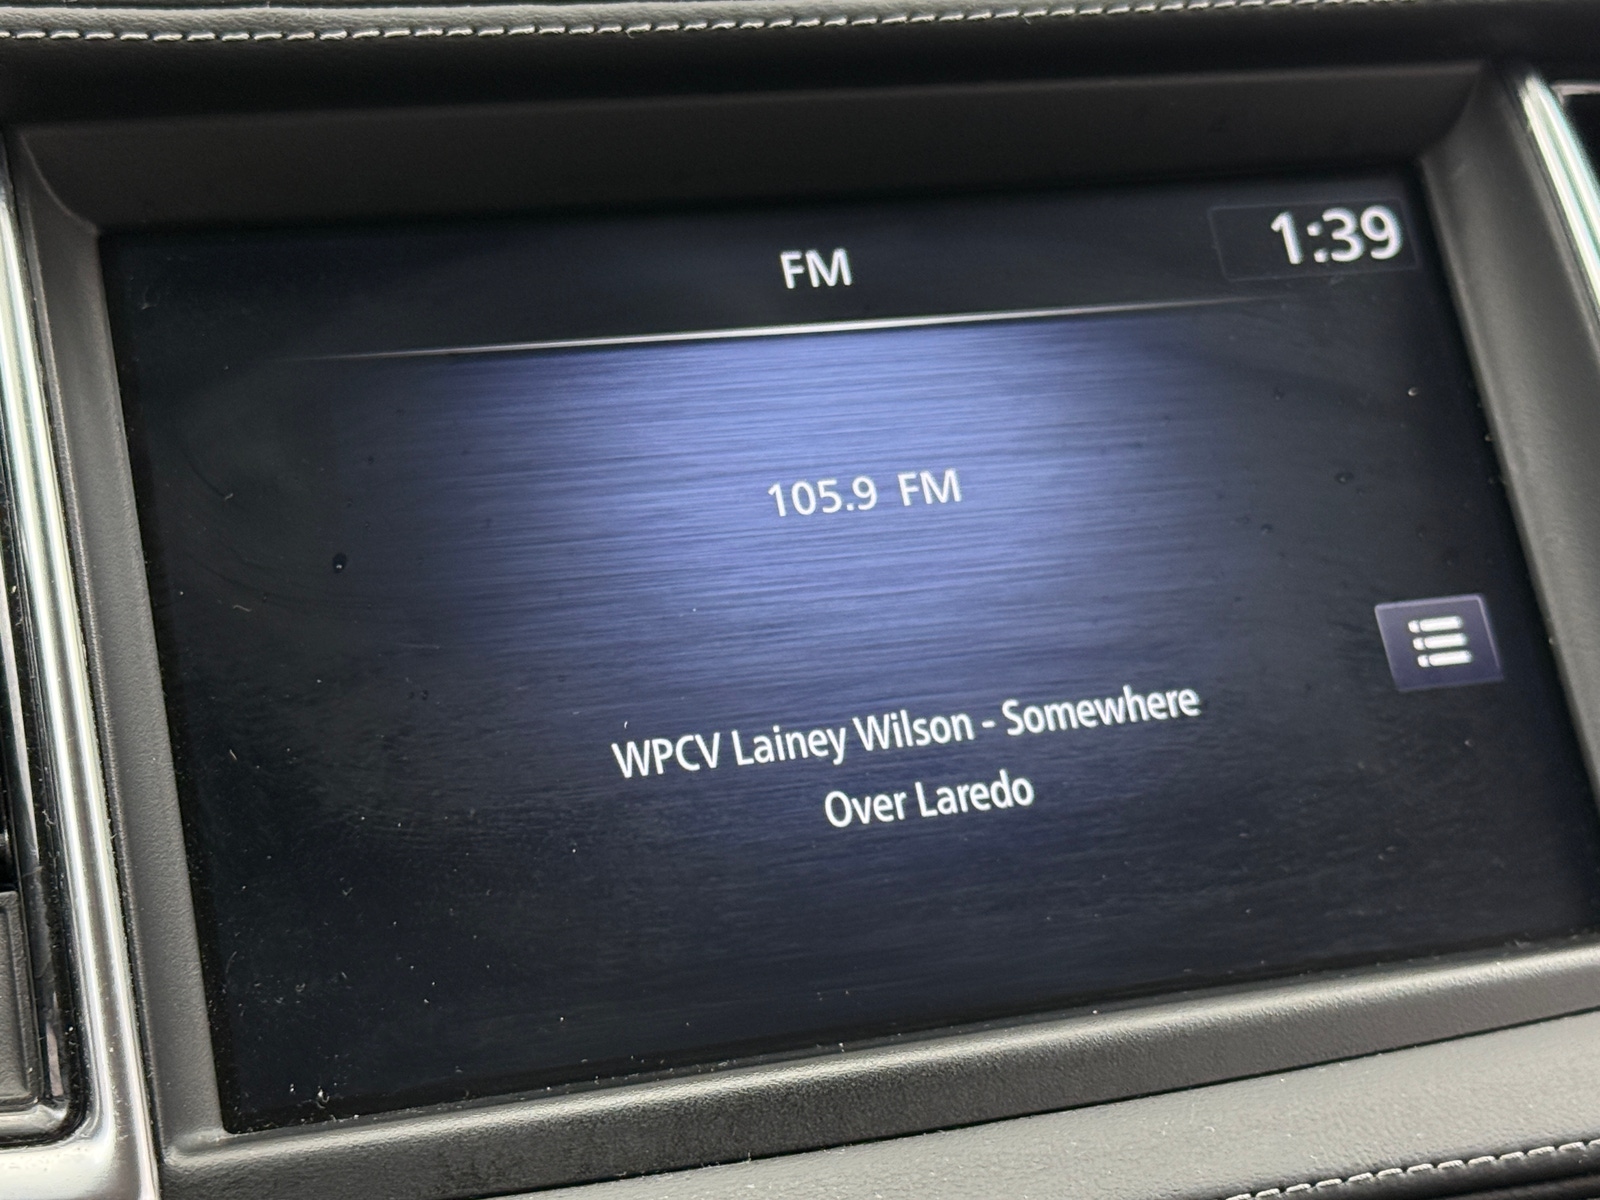 FM
1:39
105.9 FM
WPCV Lainey Wilson - Somewhere
Over Laredo